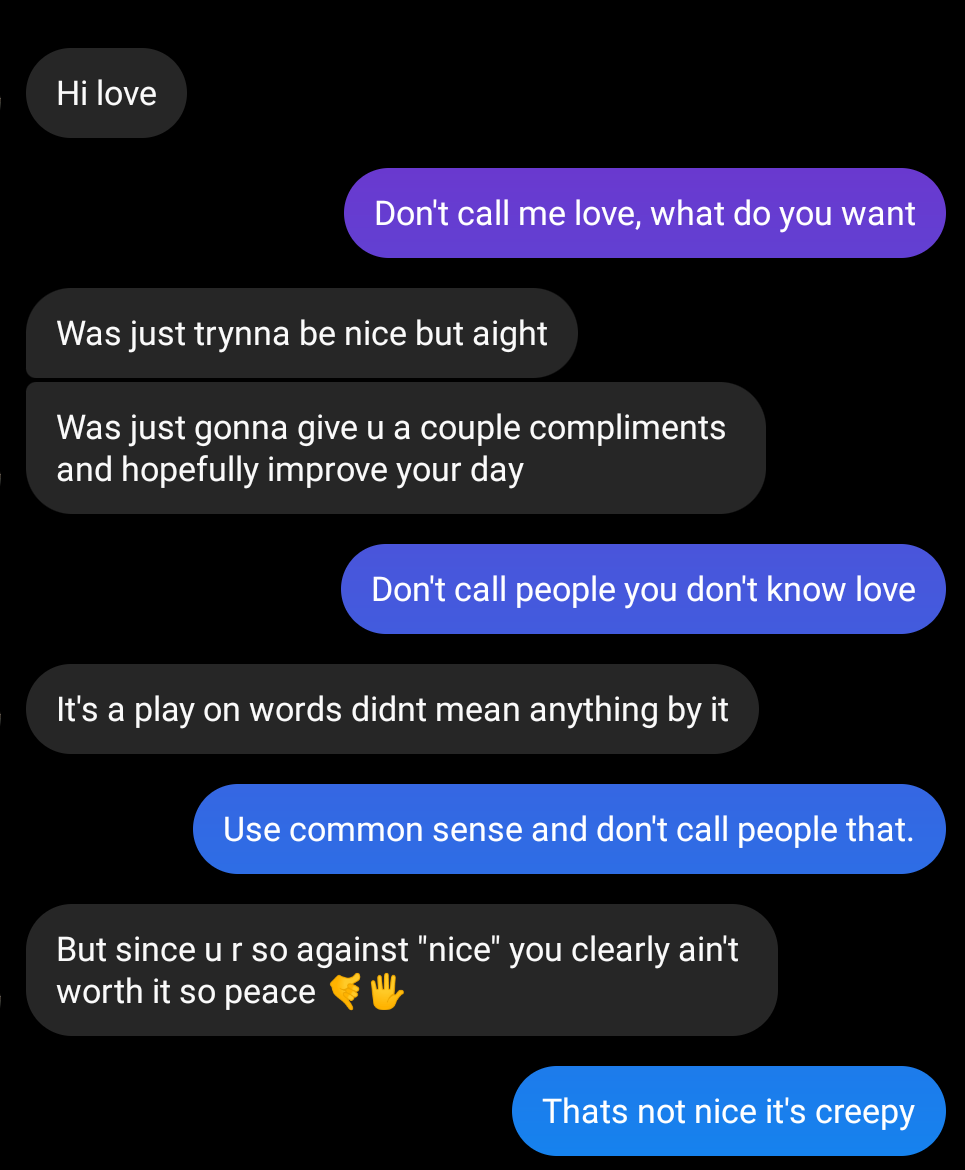 Hi love
Don't call me love, what do you want
Was just trynna be nice but aight
Was just gonna give u a couple compliments
and hopefully improve your day
Don't call people you don't know love
It's a play on words didnt mean anything by it
Use common sense and don't call people that.
But since u r so against "nice" you clearly ain't
worth it so peace 🤙🖐
Thats not nice it's creepy